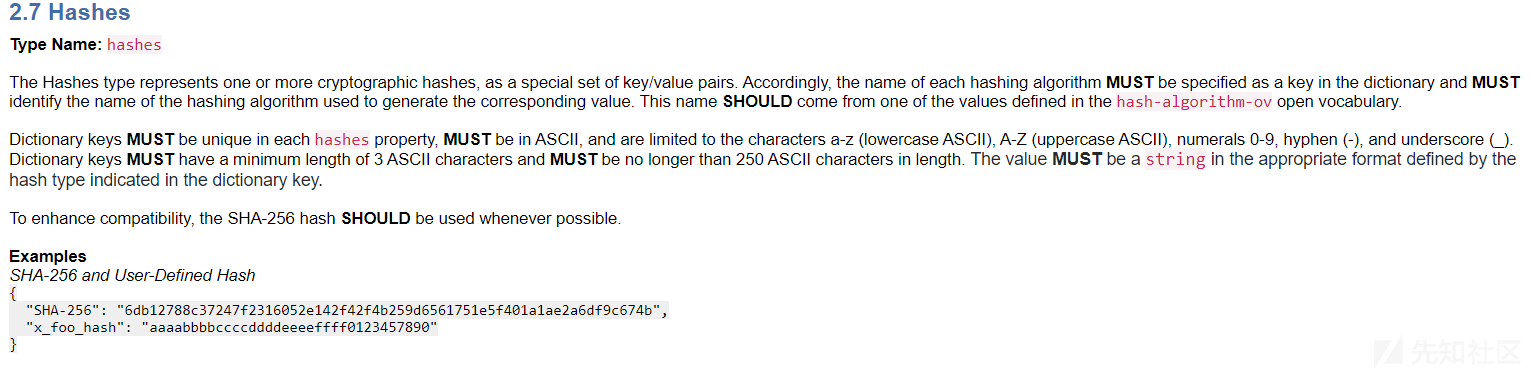 2.7 Hashes
Type Name: hashes
The Hashes type represents one or more cryptographic hashes, as a special set of key/value pairs. Accordingly, the name of each hashing algorithm MUST be specified as a key in the dictionary and MUST
identify the name of the hashing algorithm used to generate the corresponding value. This name SHOULD come from one of the values defined in the hash-algorithm-ov open vocabulary.
Dictionary keys MUST be unique in each hashes property, MUST be in ASCII, and are limited to the characters a-z (lowercase ASCII), A-Z (uppercase ASCII), numerals 0-9, hyphen (-), and underscore (_).
Dictionary keys MUST have a minimum length of 3 ASCII characters and MUST be no longer than 250 ASCII characters in length. The value MUST be a string in the appropriate format defined by the
hash type indicated in the dictionary key.
To enhance compatibility, the SHA-256 hash SHOULD be used whenever possible.
Examples
SHA-256 and User-Defined Hash
{
"SHA-256": "6db12788c37247f2316052e142f42f4b259d6561751e5f401a1ae2a6df9c674b",
"x_foo_hash": "aaaabbbbccccddddeeeeffff0123457890"
}
先知社区